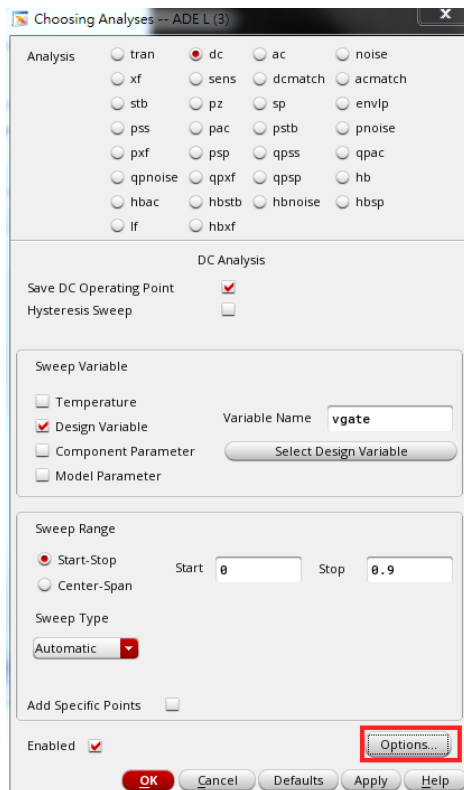 Choosing Analyses -- ADE L (3)
x
Analysis tran dc ac noise
xf sens dcmatch acmatch
stb pz sp envlp
pss pac pstb pnoise
pxf psp qpss qpac
qpnoise qpxf qpsp hb
hbac hbstb hbnoise hbsp
lf hbxf
DC Analysis
Save DC Operating Point
Hysteresis Sweep
Sweep Variable
Temperature
Design Variable Variable Name vgate
Component Parameter Select Design Variable
Model Parameter
Sweep Range
Start-Stop Start 0 Stop 0.9
Center-Span
Sweep Type
Automatic
Add Specific Points
Enabled Options...
OK Cancel Defaults Apply Help